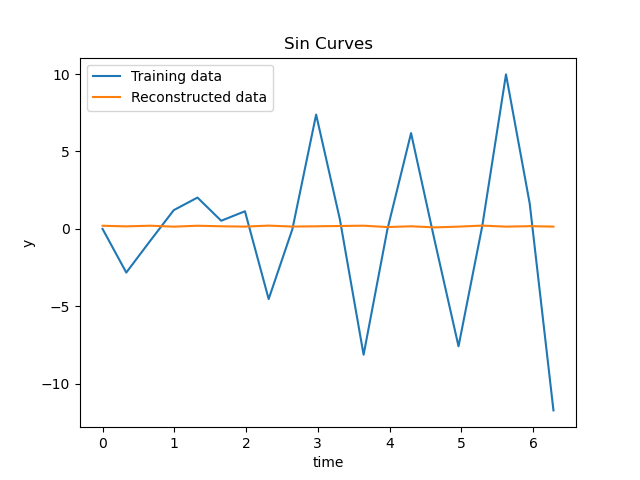 Sin Curves
Training data
Reconstructed data
10
5
0
−5
−10
y
0 1 2 3 4 5 6
time